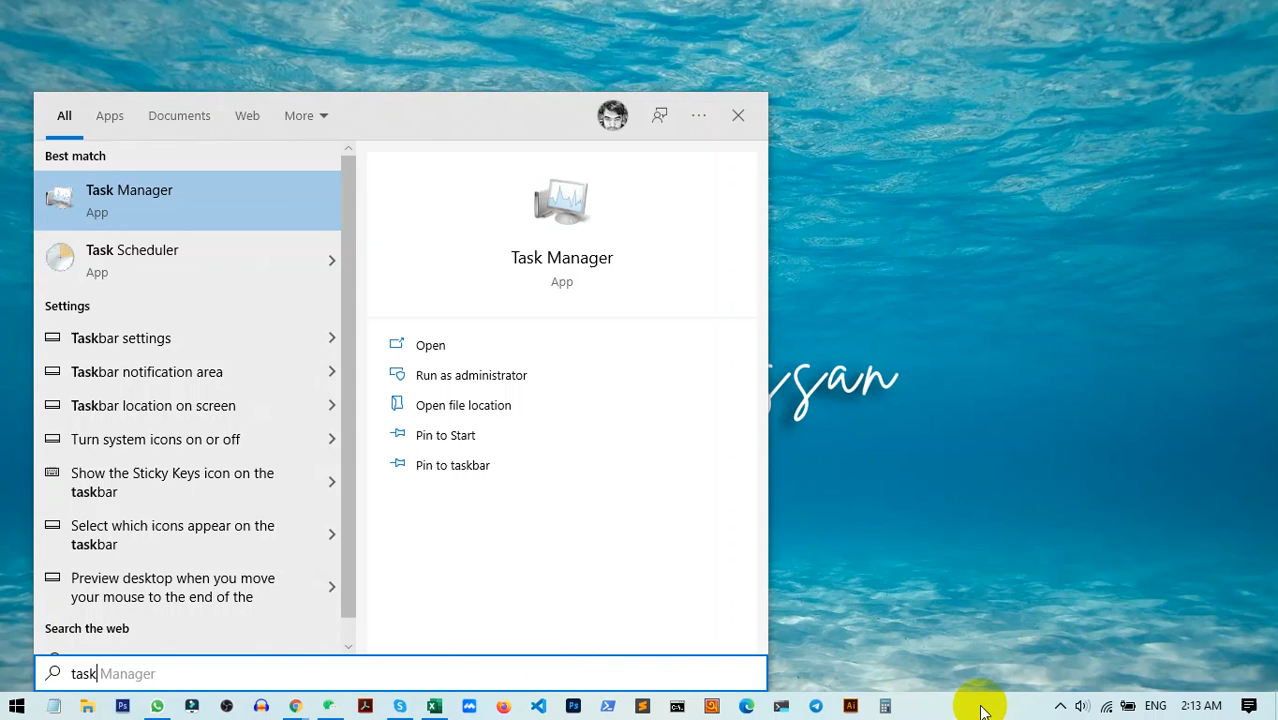 All Apps Documents Web More
Best match
Task Manager
App
Task Scheduler
App
Settings
Taskbar settings
Taskbar notification area
Taskbar location on screen
Turn system icons on or off
Show the Sticky Keys icon on the
taskbar
Select which icons appear on the
taskbar
Preview desktop when you move
your mouse to the end of the
Search the web
Task Manager
App
Open
Run as administrator
Open file location
Pin to Start
Pin to taskbar
ssan
task Manager
ENG 2:13 AM